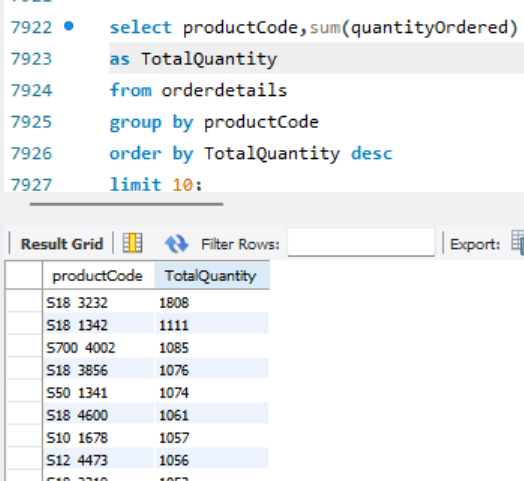 7922 select productCode,sum(quantityOrdered)
7923 as TotalQuantity
7924 from orderdetails
7925 group by productCode
7926 order by TotalQuantity desc
7927 limit 10;
Result Grid Filter Rows: Export:
productCode TotalQuantity
S18 3232 1808
S18 1342 1111
S700 4002 1085
S18 3856 1076
S50 1341 1074
S18 4600 1061
S10 1678 1057
S12 4473 1056